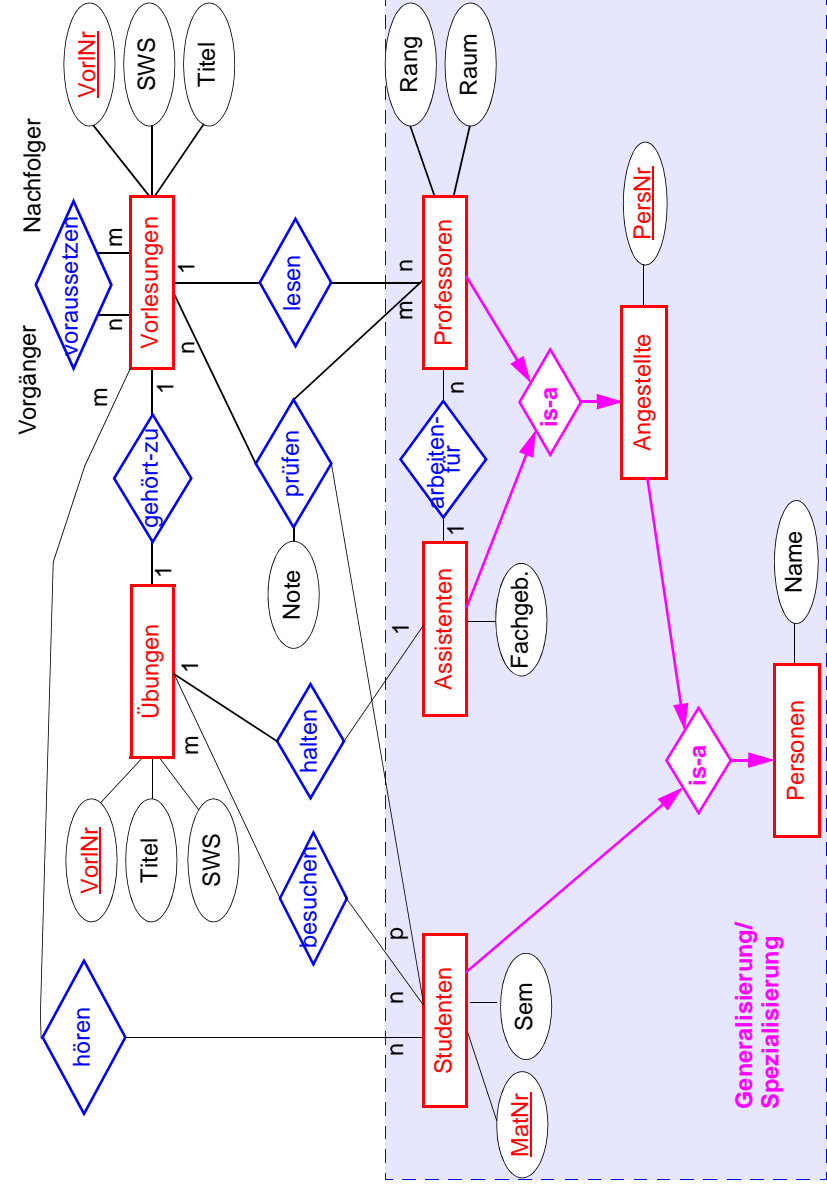 Vorgänger
Nachfolger
hören
voraussetzen
VorlNr
VorlNr
m
n
m
Titel
SWS
Übungen
gehört-zu
Vorlesungen
1
1
m
1
n
1
SWS
Titel
besuchen
halten
Note
prüfen
lesen
n
n
p
1
m
n
Rang
Studenten
Assistenten
1
arbeiten-
für
n
Professoren
Raum
MatNr
Sem
Fachgeb.
is-a
Angestellte
PersNr
is-a
Generalisierung/
Spezialisierung
Personen
Name